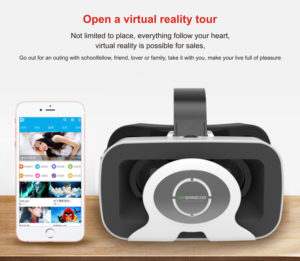 Open a virtual reality tour
Not limited to place, everything follow your heart,
virtual reality is possible for sales,
Go out for an outing with schoolfellow, friend, lover or family, take it with you, make your live full of pleasure
SHINECON